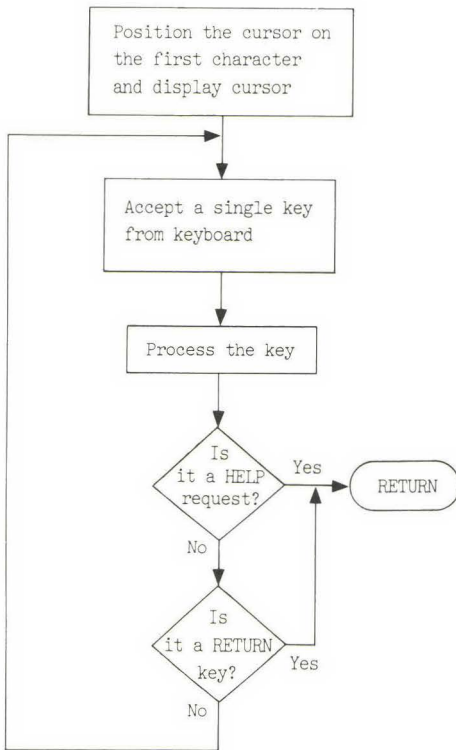 Position the cursor on
the first character
and display cursor
Accept a single key
from keyboard
Process the key
Is
it a HELP
request?
Yes
RETURN
No
Is
it a RETURN
key?
Yes
No